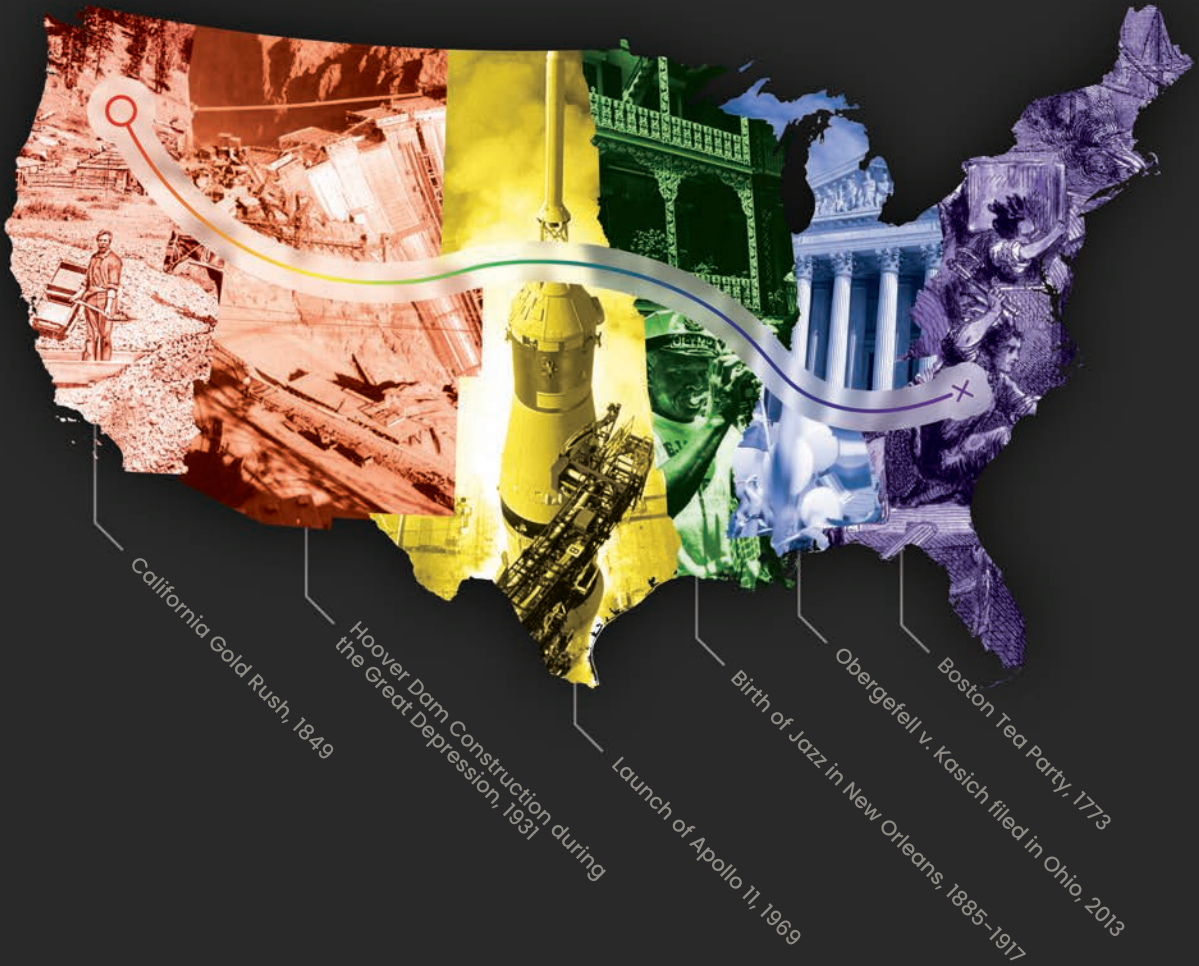 California Gold Rush, 1849
Hoover Dam Construction during
the Great Depression, 1931
Launch of Apollo 11, 1969
Birth of Jazz in New Orleans, 1885–1917
Obergefell v. Kasich filed in Ohio, 2013
Boston Tea Party, 1773